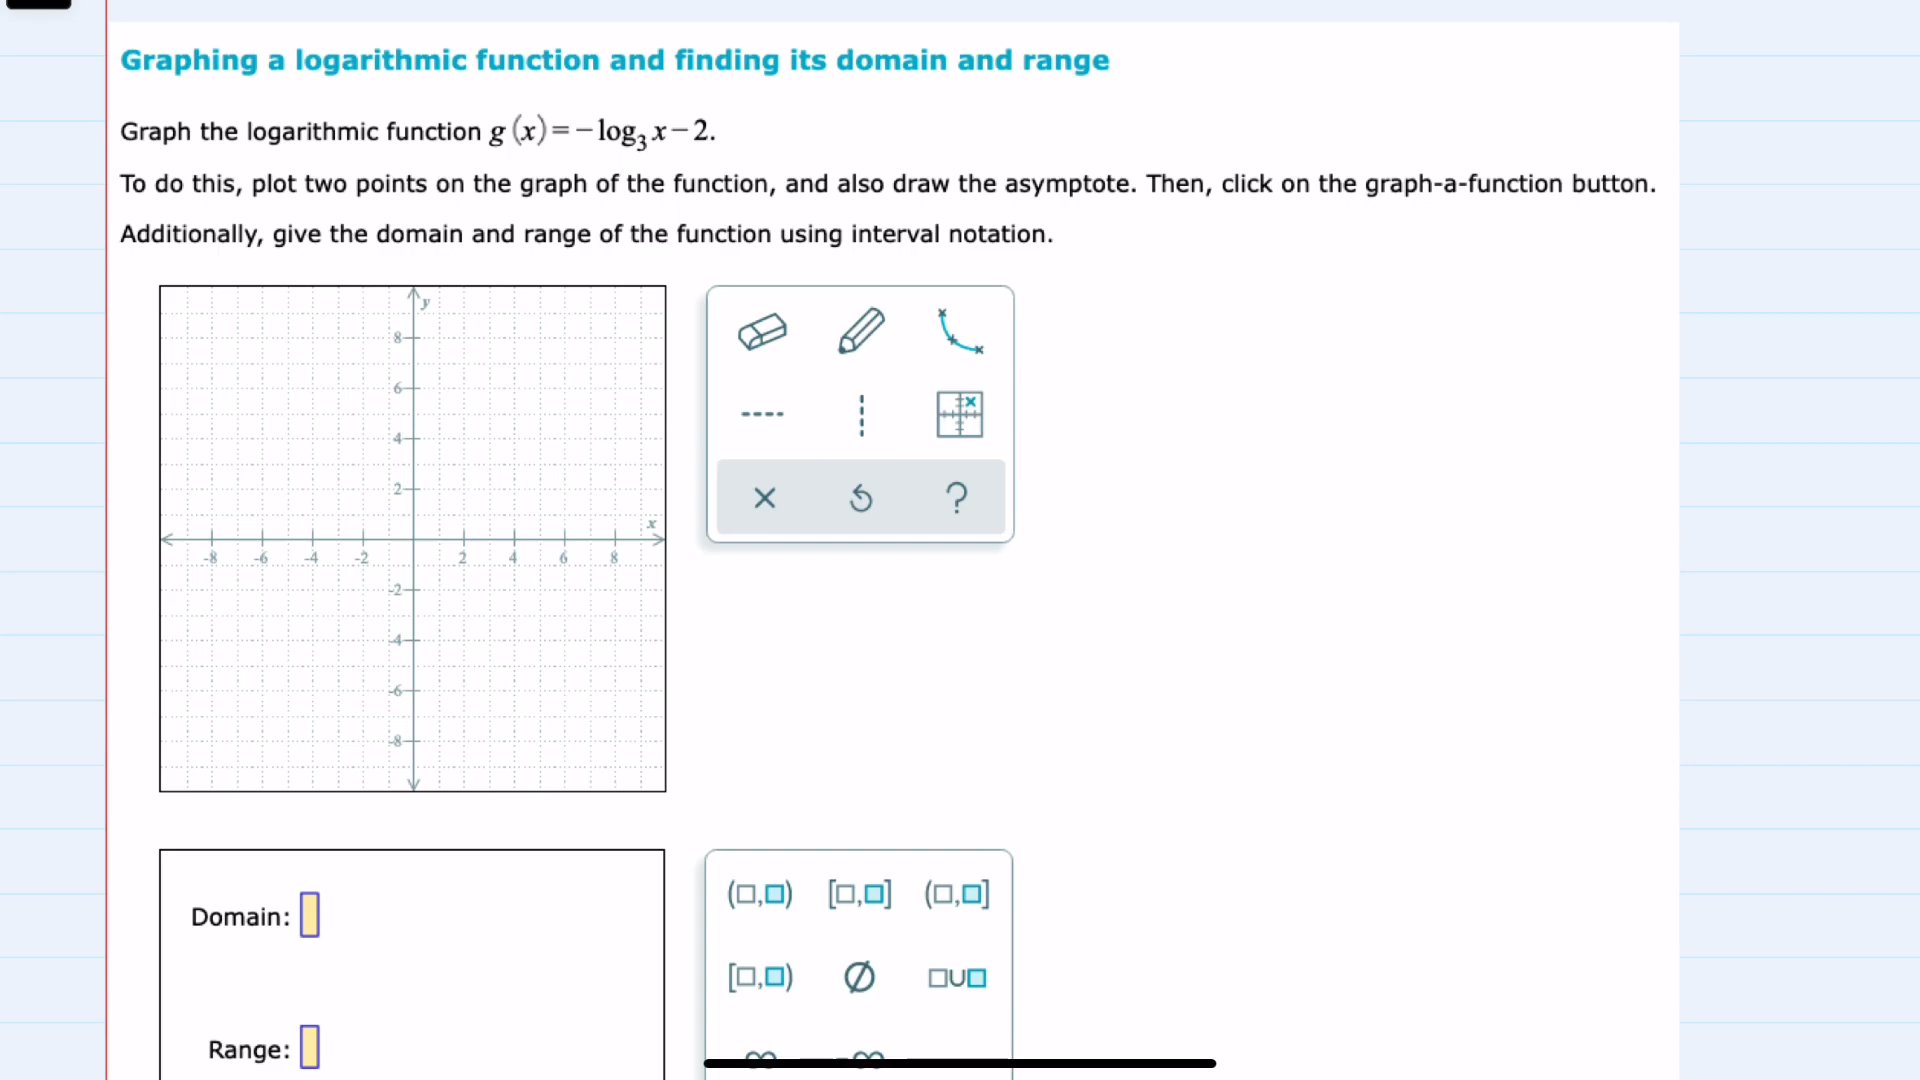 Graphing a logarithmic function and finding its domain and range
Graph the logarithmic function g (x) = − log₃ x − 2.
To do this, plot two points on the graph of the function, and also draw the asymptote. Then, click on the graph-a-function button.
Additionally, give the domain and range of the function using interval notation.
y
8
6
4
2
x
-8 -6 -4 -2 2 4 6 8
-2
-4
-6
-8
× ?
Domain:
Range:
(□,□) [□,□] (□,□]
[□,□) ∅ □∪□
∞ -∞